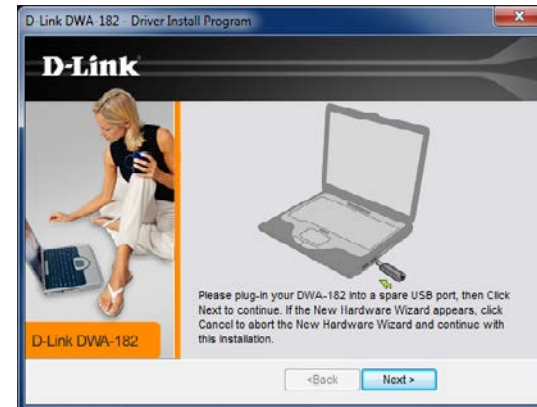 D-Link DWA-182 - Driver Install Program
D-Link
Please plug-in your DWA-182 into a spare USB port, then Click
Next to continue. If the New Hardware Wizard appears, click
Cancel to abort the New Hardware Wizard and continue with
this installation.
D-Link DWA-182
<Back
Next >